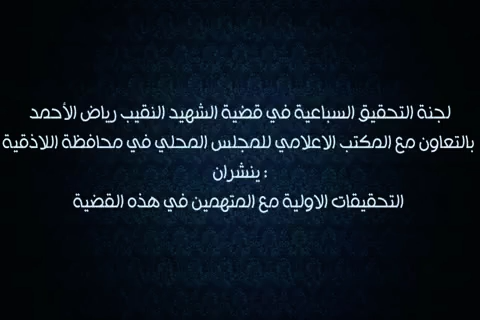 لجنة التحقيق السباعية في قضية الشهيد النقيب رياض الأحمد
بالتعاون مع المكتب الاعلامي للمجلس المحلي في محافظة اللاذقية
ينشران :
التحقيقات الاولية مع المتهمين في هذه القضية